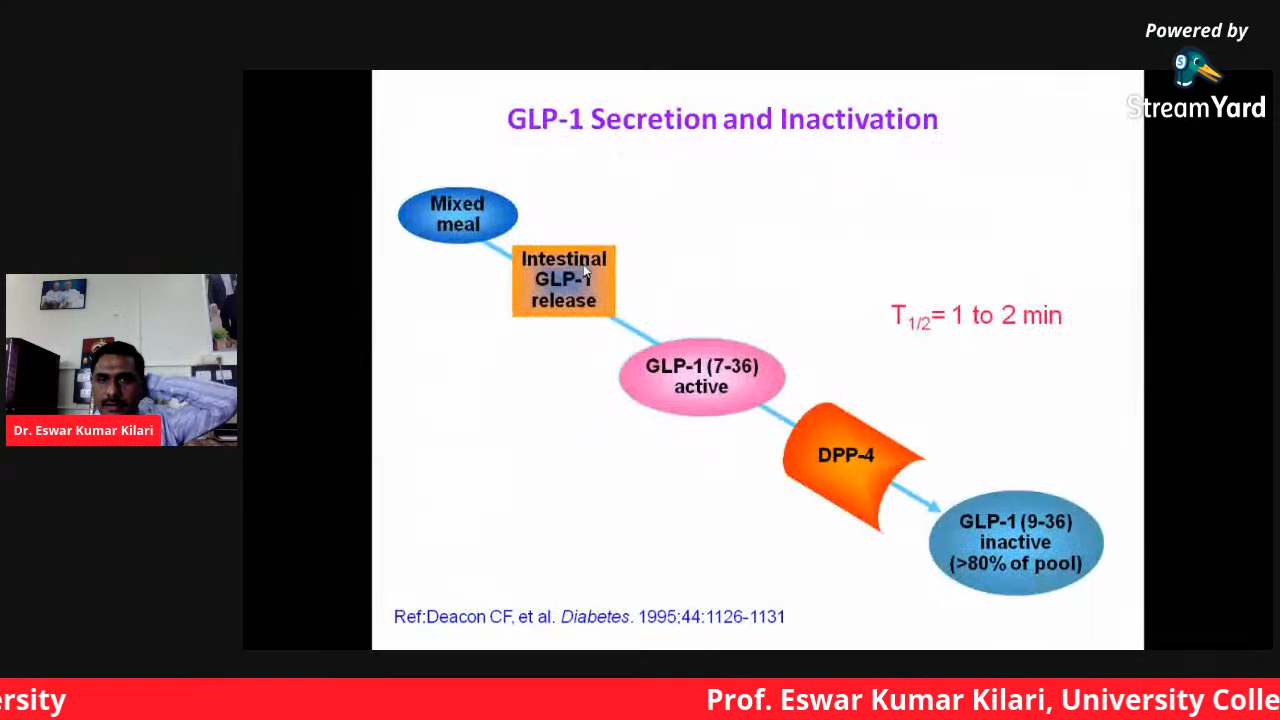 Powered by
StreamYard
GLP-1 Secretion and Inactivation
Mixed
meal
Intestinal
GLP-1
release
T1/2= 1 to 2 min
GLP-1 (7-36)
active
DPP-4
GLP-1 (9-36)
inactive
(>80% of pool)
Dr. Eswar Kumar Kilari
Ref:Deacon CF, et al. Diabetes. 1995;44:1126-1131
ersity
Prof. Eswar Kumar Kilari, University Colle